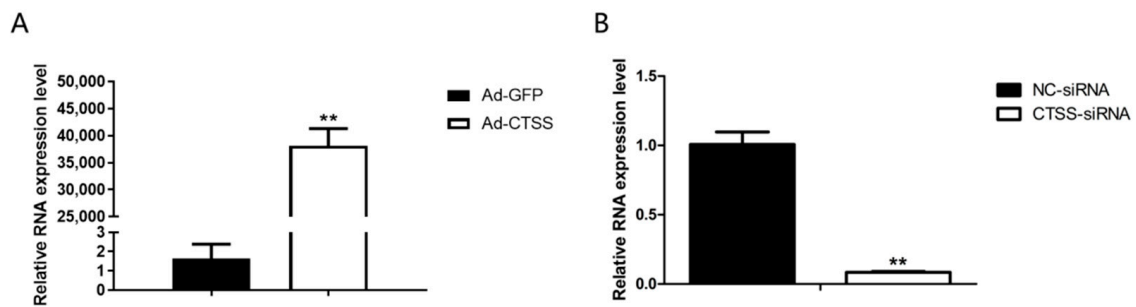 A
Relative RNA expression level
50,000
45,000
40,000
35,000
30,000
25,000
3
2
1
0
**
Ad-GFP
Ad-CTSS
B
Relative RNA expression level
1.5
1.0
0.5
0.0
**
NC-siRNA
CTSS-siRNA